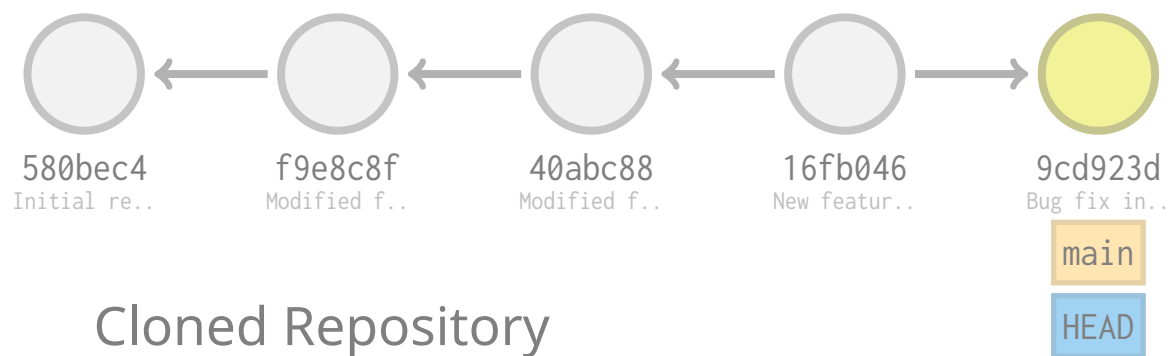 580bec4 f9e8c8f 40abc88 16fb046 9cd923d
Initial re.. Modified f.. Modified f.. New featur.. Bug fix in..
main
HEAD
Cloned Repository